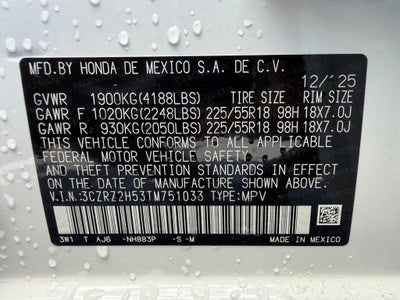 MFD.BY HONDA DE MEXICO S.A. DE C.V.
12/'25
GVWR 1900KG(4188LBS) TIRE SIZE RIM SIZE
GAWR F 1020KG(2248LBS) 225/55R18 98H 18X7.0J
GAWR R 930KG(2050LBS) 225/55R18 98H 18X7.0J
THIS VEHICLE CONFORMS TO ALL APPLICABLE
FEDERAL MOTOR VEHICLE SAFETY AND THEFT
PREVENTION STANDARDS IN EFFECT ON THE DATE
OF MANUFACTURE SHOWN ABOVE.
V.I.N.:3CZRZ2H53TM751033 TYPE:MPV
3W1 T AJ6 -NH883P -S-M
MADE IN MEXICO